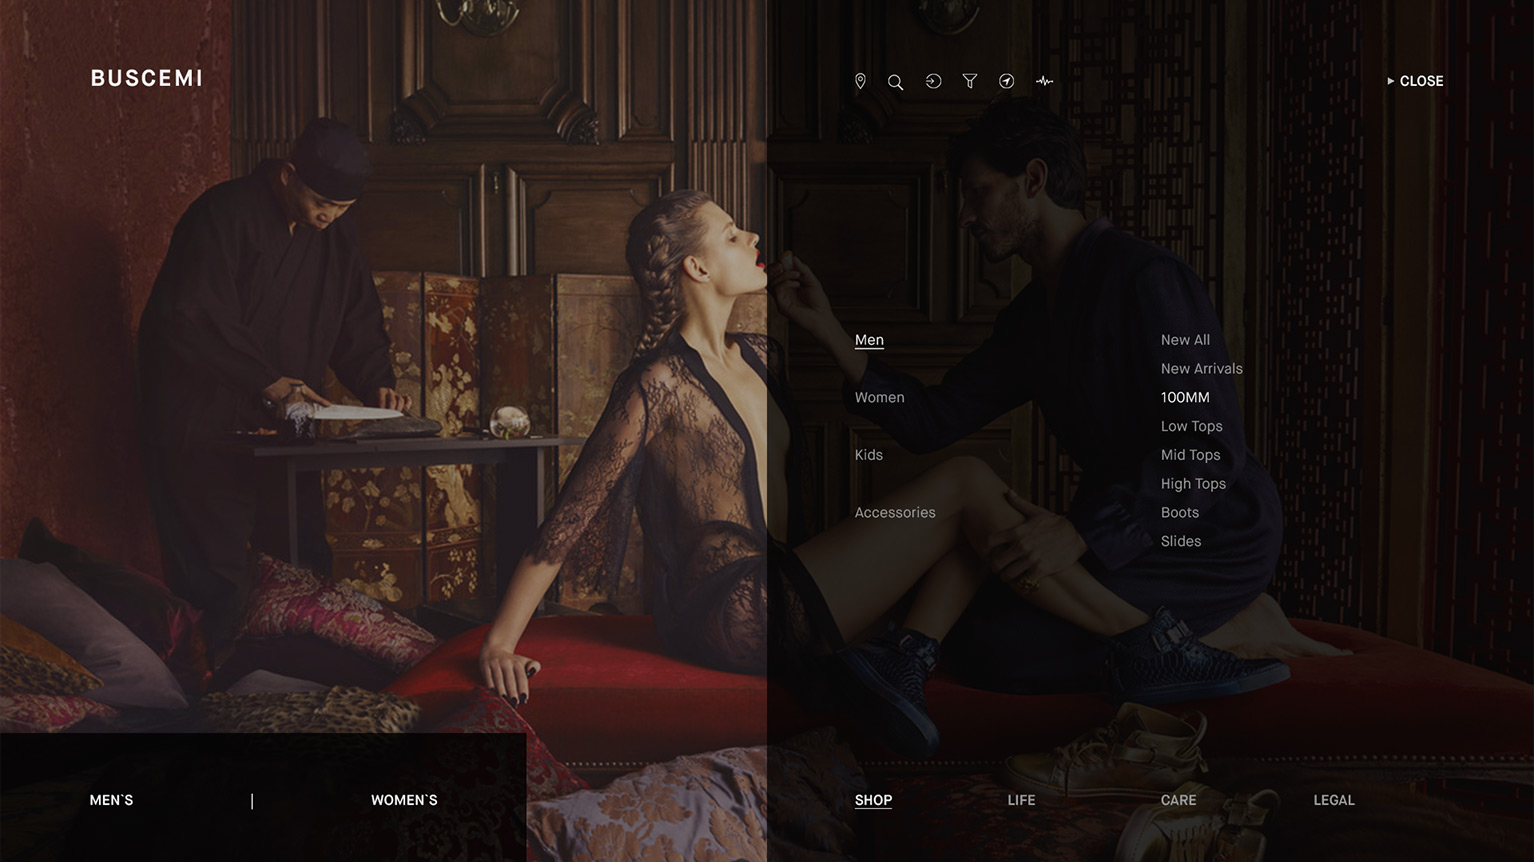 BUSCEMI
CLOSE
Men
Women
Kids
Accessories
New All
New Arrivals
100MM
Low Tops
Mid Tops
High Tops
Boots
Slides
MEN`S | WOMEN`S
SHOP LIFE CARE LEGAL